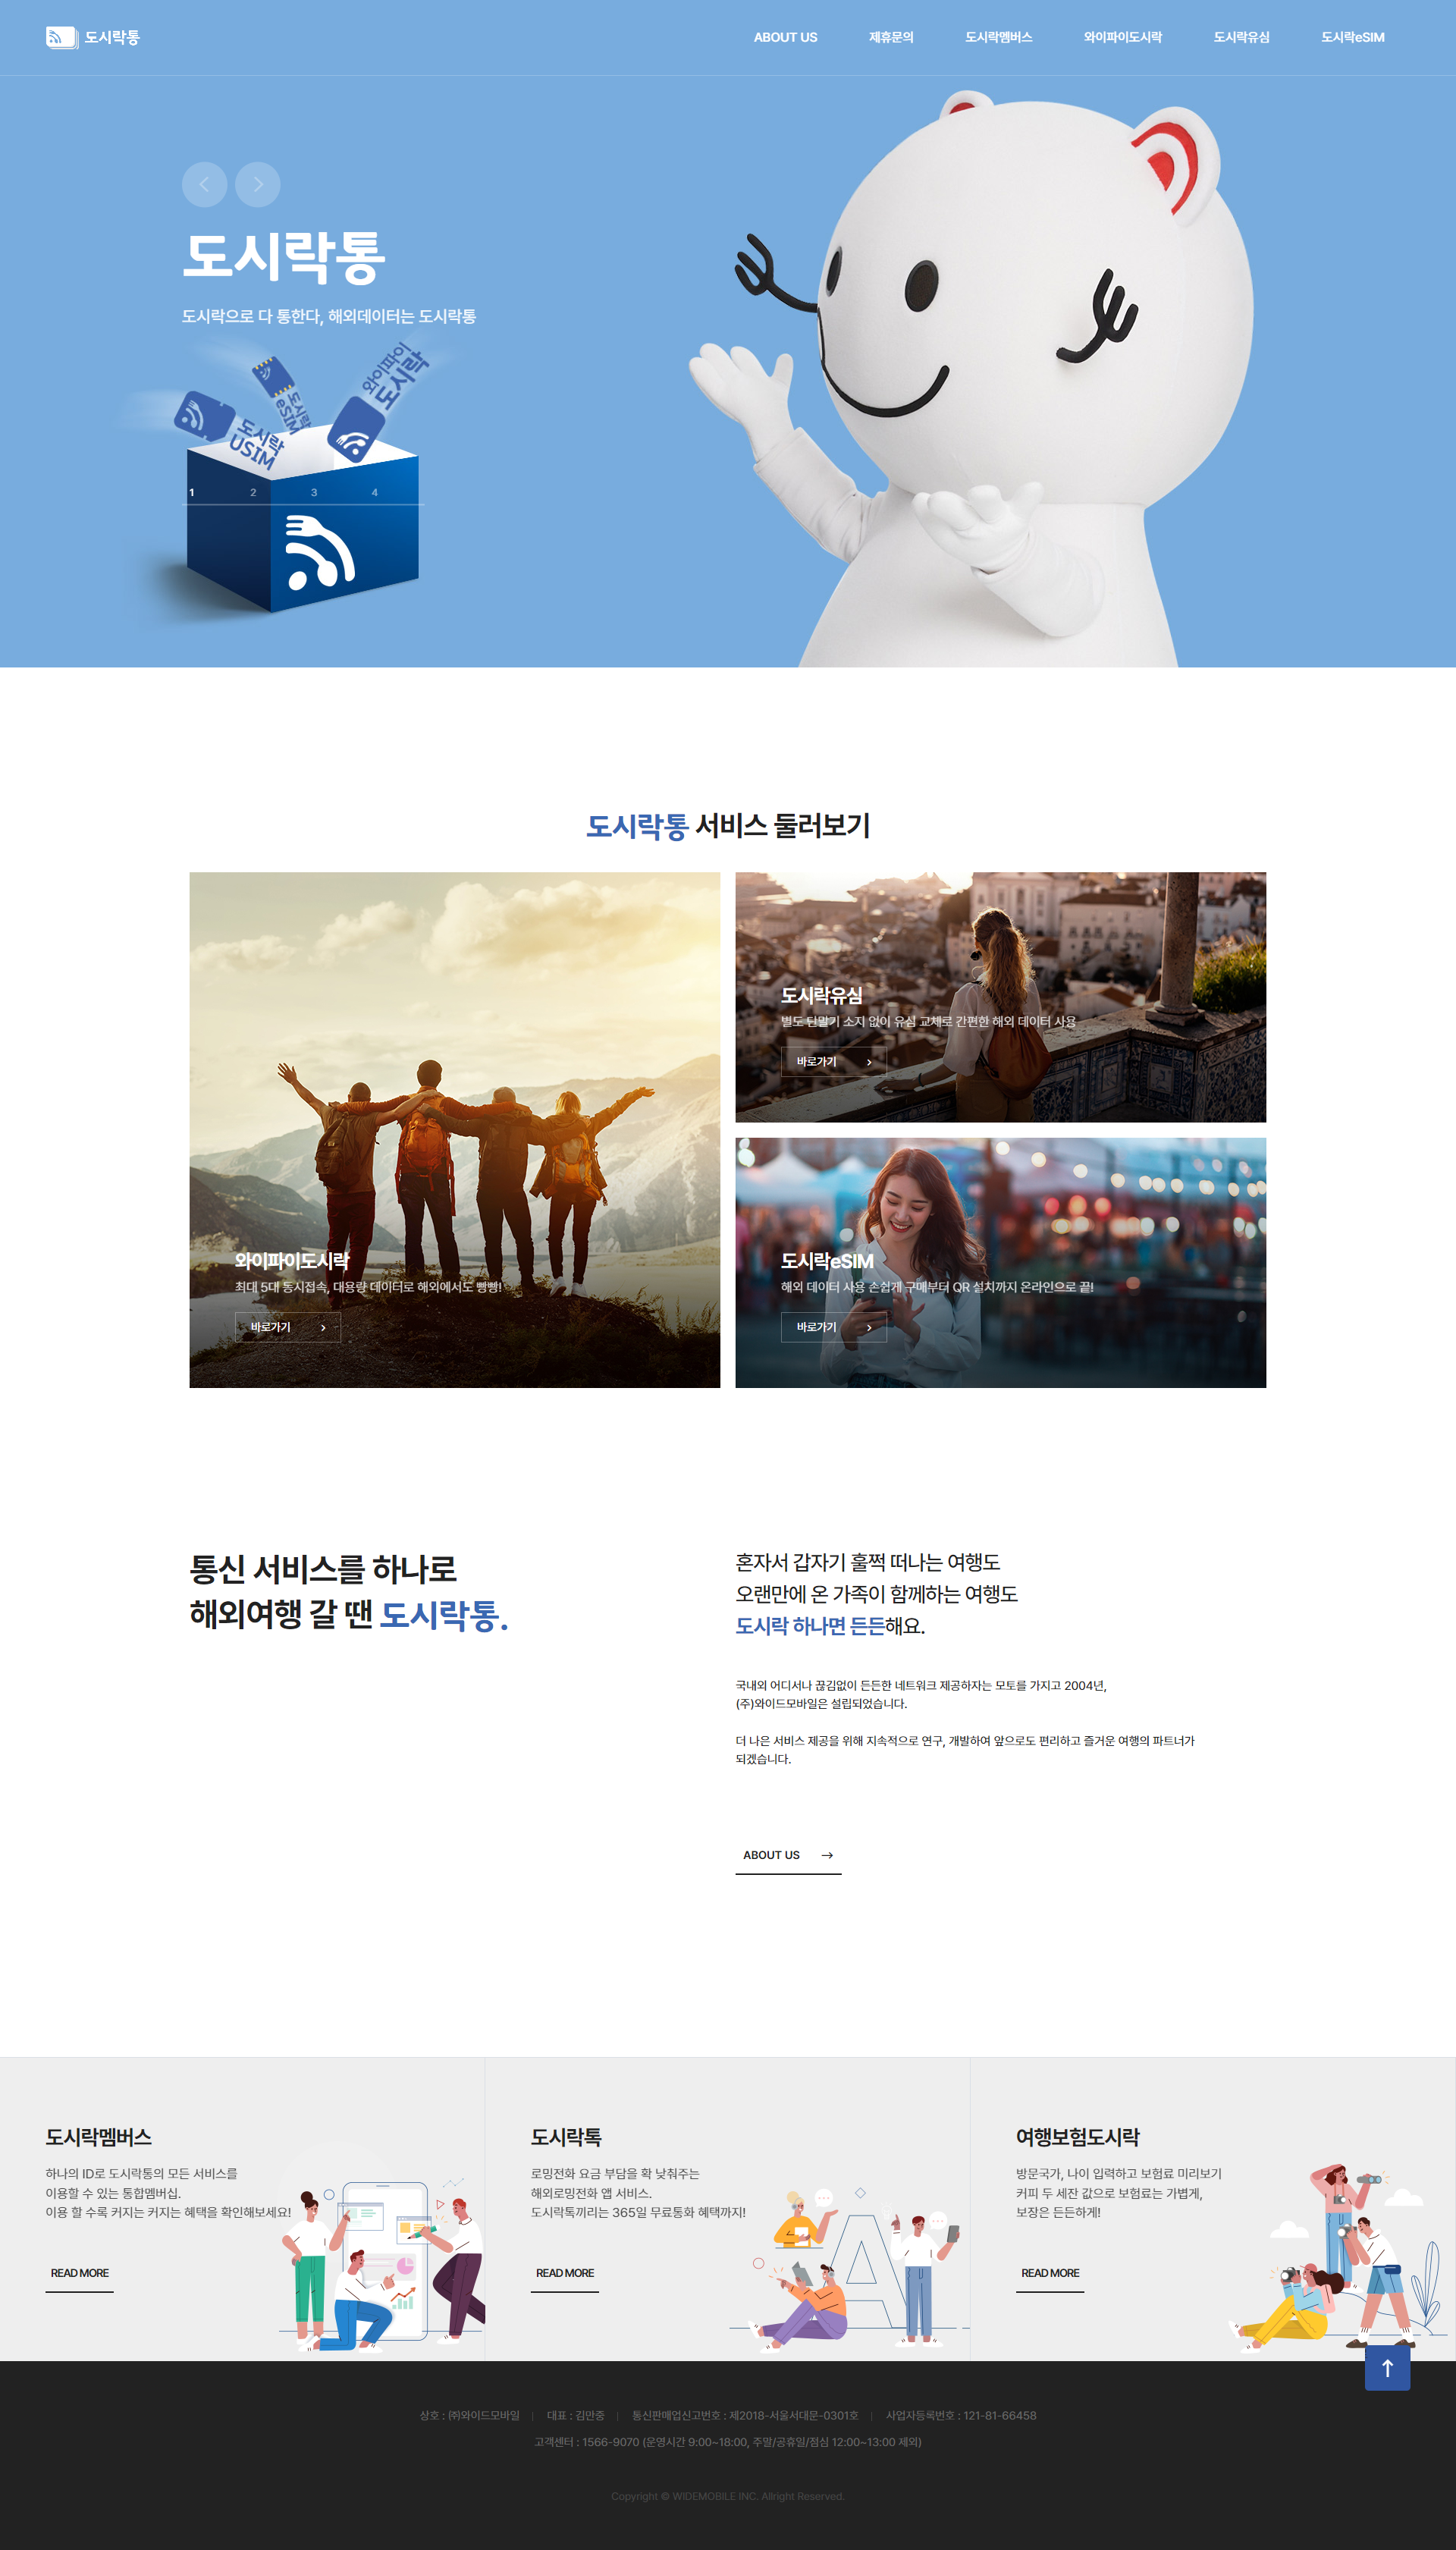 도시락통
ABOUT US
제휴문의
도시락멤버스
와이파이도시락
도시락유심
도시락eSIM
도시락통
도시락으로 다 통한다, 해외데이터는 도시락통
와이파이
도시락
도시락
eSIM
도시락
USIM
1 2 3 4
도시락통 서비스 둘러보기
도시락유심
별도 단말기 소지 없이 유심 교체로 간편한 해외 데이터 사용
바로가기
와이파이도시락
최대 5대 동시접속, 대용량 데이터로 해외에서도 빵빵!
바로가기
도시락eSIM
해외 데이터 사용 손쉽게 구매부터 QR 설치까지 온라인으로 끝!
바로가기
통신 서비스를 하나로
해외여행 갈 땐 도시락통.
혼자서 갑자기 훌쩍 떠나는 여행도
오랜만에 온 가족이 함께하는 여행도
도시락 하나면 든든해요.
국내외 어디서나 끊김없이 든든한 네트워크 제공하자는 모토를 가지고 2004년,
(주)와이드모바일은 설립되었습니다.
더 나은 서비스 제공을 위해 지속적으로 연구, 개발하여 앞으로도 편리하고 즐거운 여행의 파트너가
되겠습니다.
ABOUT US
도시락멤버스
하나의 ID로 도시락통의 모든 서비스를
이용할 수 있는 통합멤버십.
이용 할 수록 커지는 커지는 혜택을 확인해보세요!
READ MORE
도시락톡
로밍전화 요금 부담을 확 낮춰주는
해외로밍전화 앱 서비스.
도시락톡끼리는 365일 무료통화 혜택까지!
READ MORE
여행보험도시락
방문국가, 나이 입력하고 보험료 미리보기
커피 두 세잔 값으로 보험료는 가볍게,
보장은 든든하게!
READ MORE
상호 : ㈜와이드모바일 | 대표 : 김만중 | 통신판매업신고번호 : 제2018-서울서대문-0301호 | 사업자등록번호 : 121-81-66458
고객센터 : 1566-9070 (운영시간 9:00~18:00, 주말/공휴일/점심 12:00~13:00 제외)
Copyright © WIDEMOBILE INC. Allright Reserved.